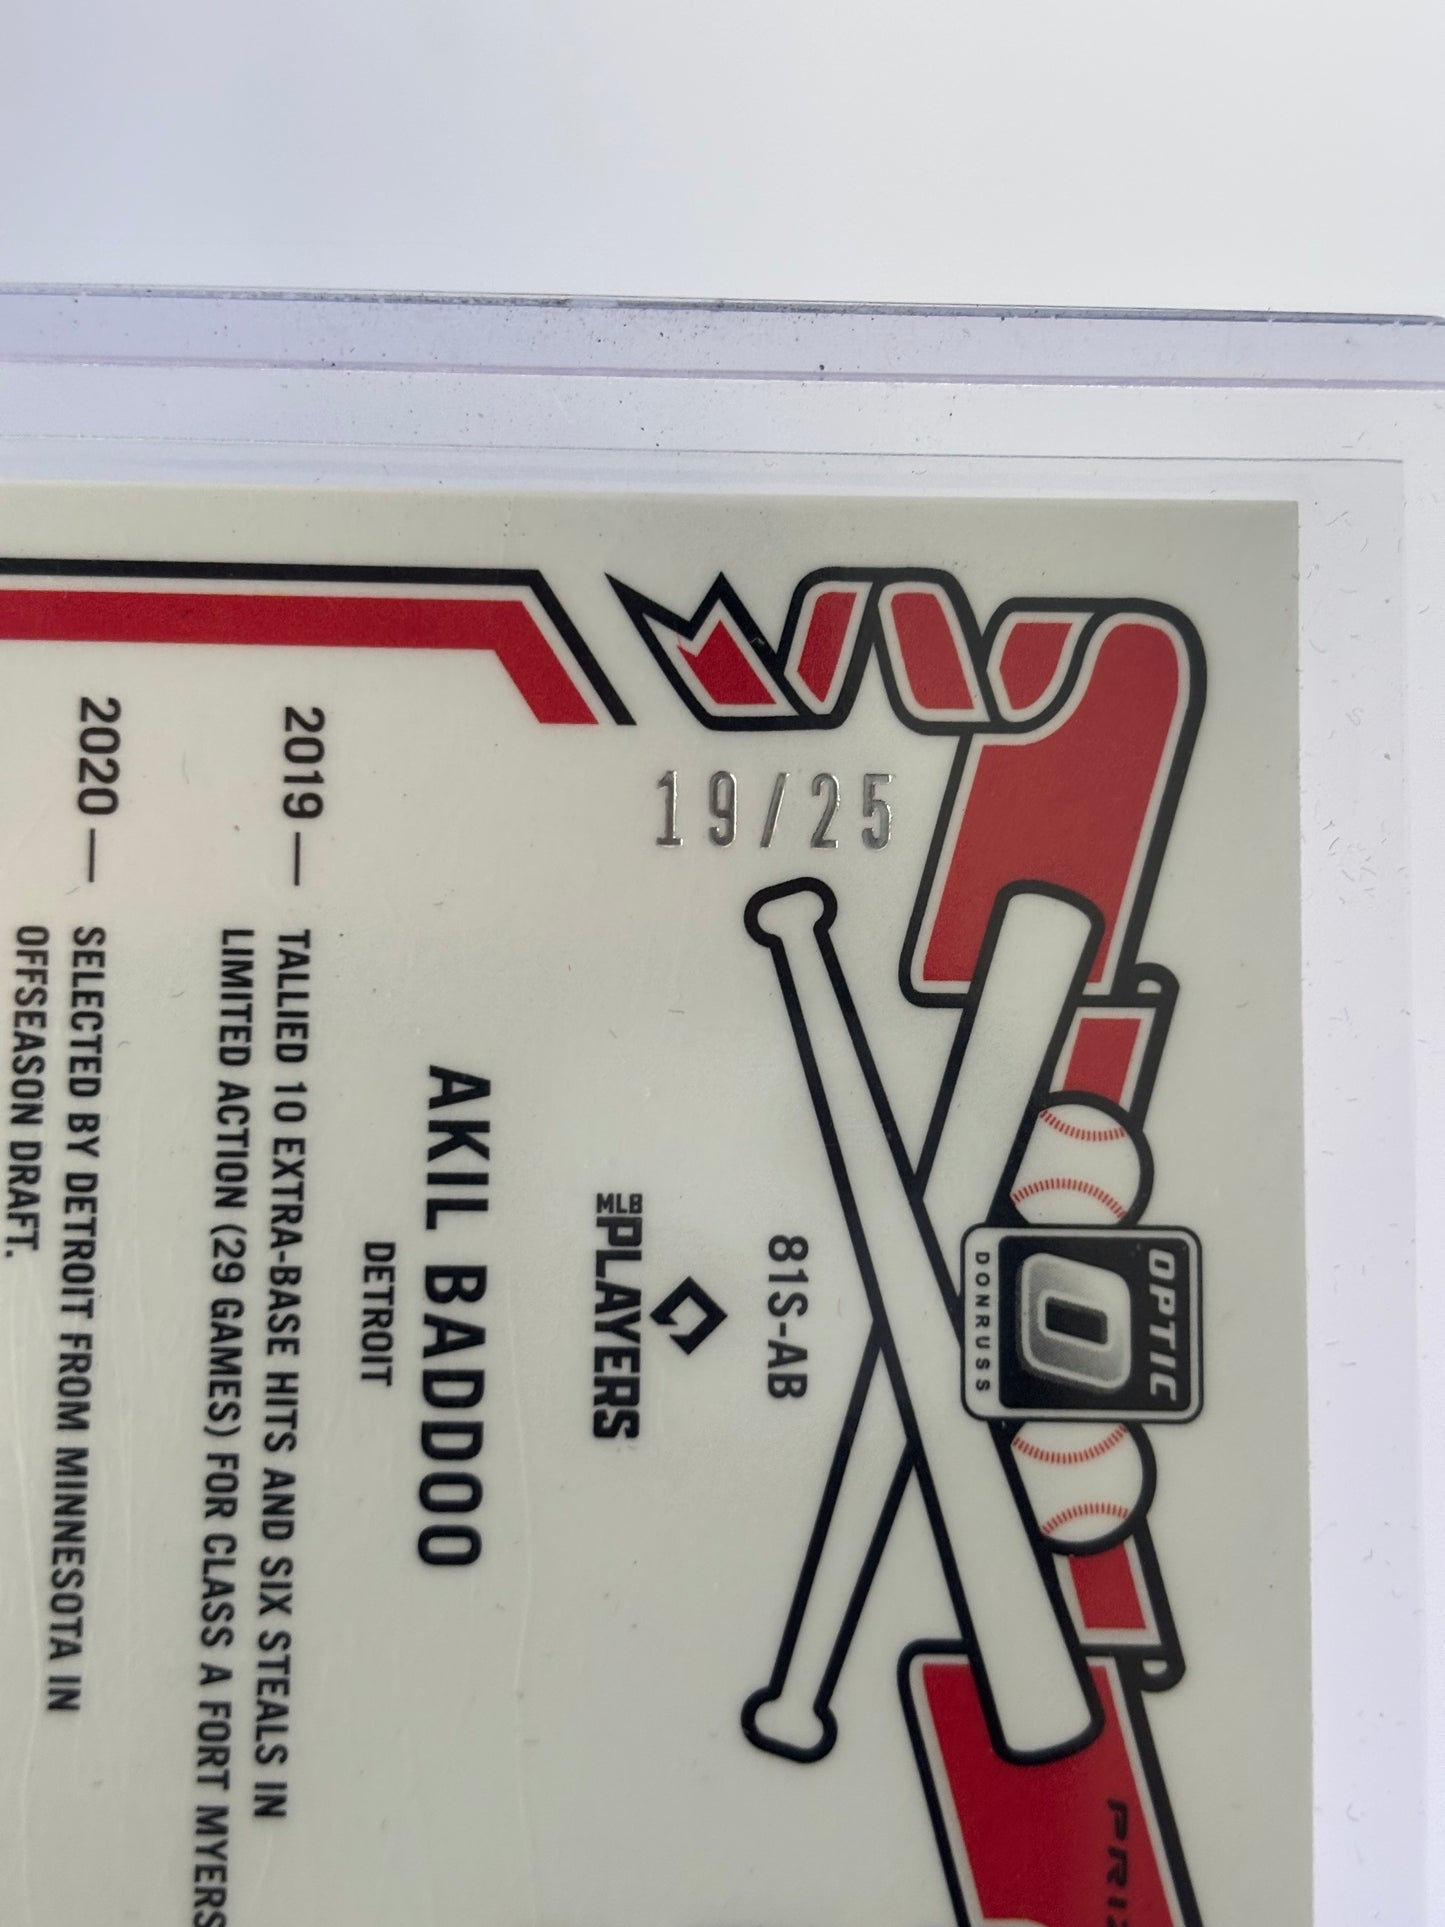 PRIZ
OPTIC
O
DONRUSS
19/25
81S-AB
MLB
PLAYERS
AKIL BADDOO
DETROIT
2019 — TALLIED 10 EXTRA-BASE HITS AND SIX STEALS IN
LIMITED ACTION (29 GAMES) FOR CLASS A FORT MYERS
2020 — SELECTED BY DETROIT FROM MINNESOTA IN
OFFSEASON DRAFT.